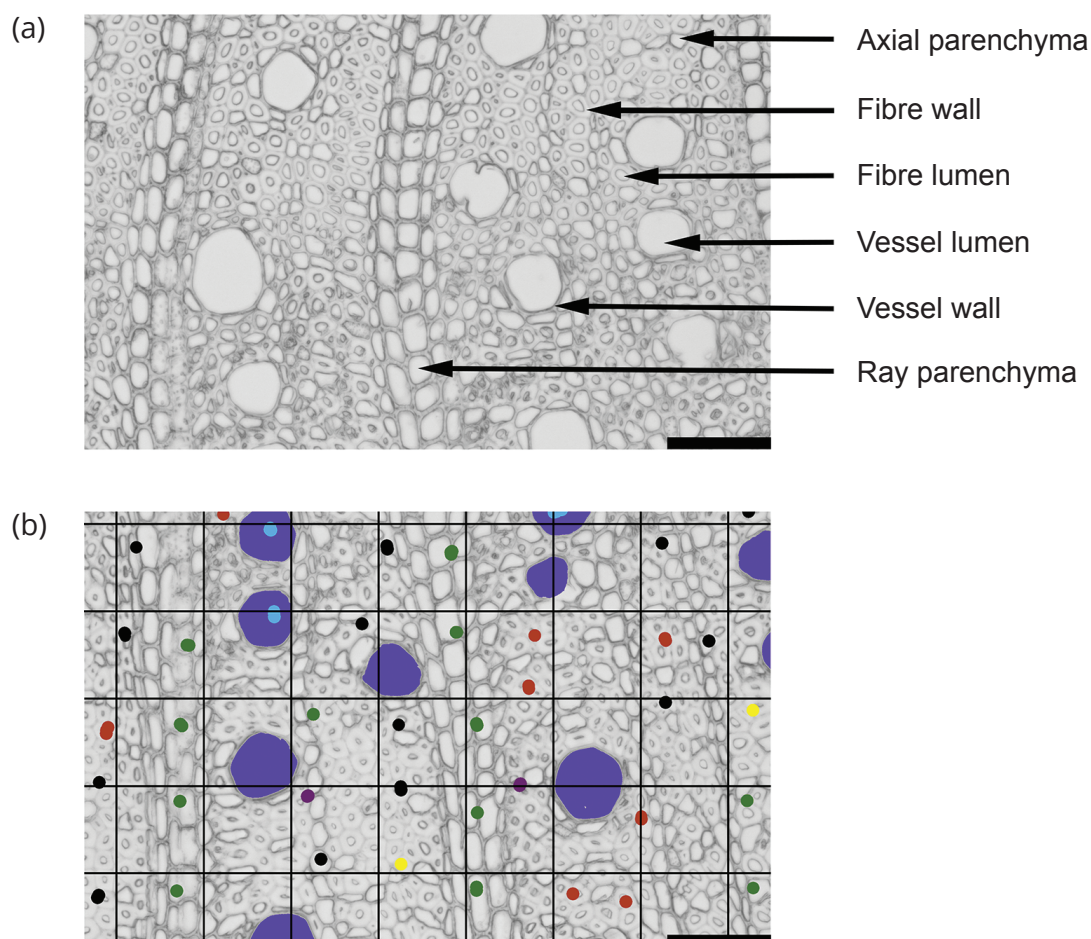 (a)
Axial parenchyma
Fibre wall
Fibre lumen
Vessel lumen
Vessel wall
Ray parenchyma
(b)